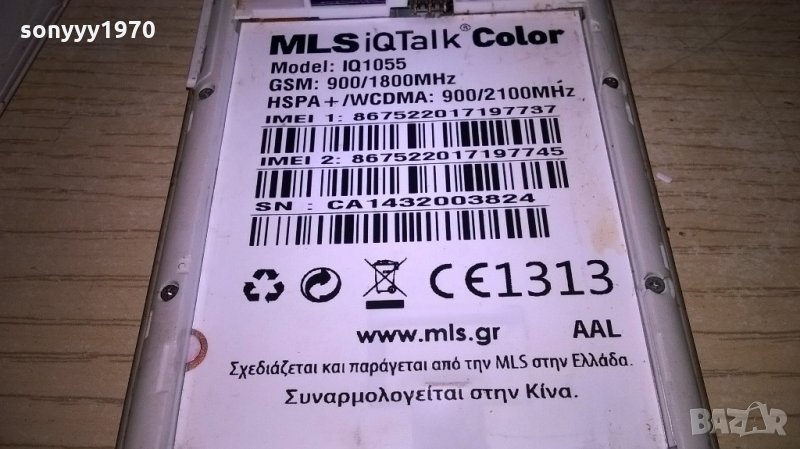 sonyyy1970
MLS iQTalk® Color
Model: IQ1055
GSM: 900/1800MHz
HSPA+/WCDMA: 900/2100MHz
IMEI 1: 867522017197737
IMEI 2: 867522017197745
SN : CA1432003824
CE1313
www.mls.gr AAL
Σχεδιάζεται και παράγεται από την MLS στην Ελλάδα.
Συναρμολογείται στην Κίνα.
BAZAR